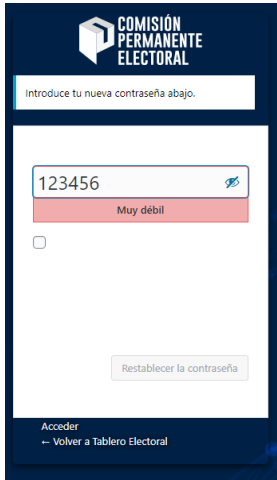 COMISIÓN
PERMANENTE
ELECTORAL
Introduce tu nueva contraseña abajo.
123456
Muy débil
Restablecer la contraseña
Acceder
← Volver a Tablero Electoral